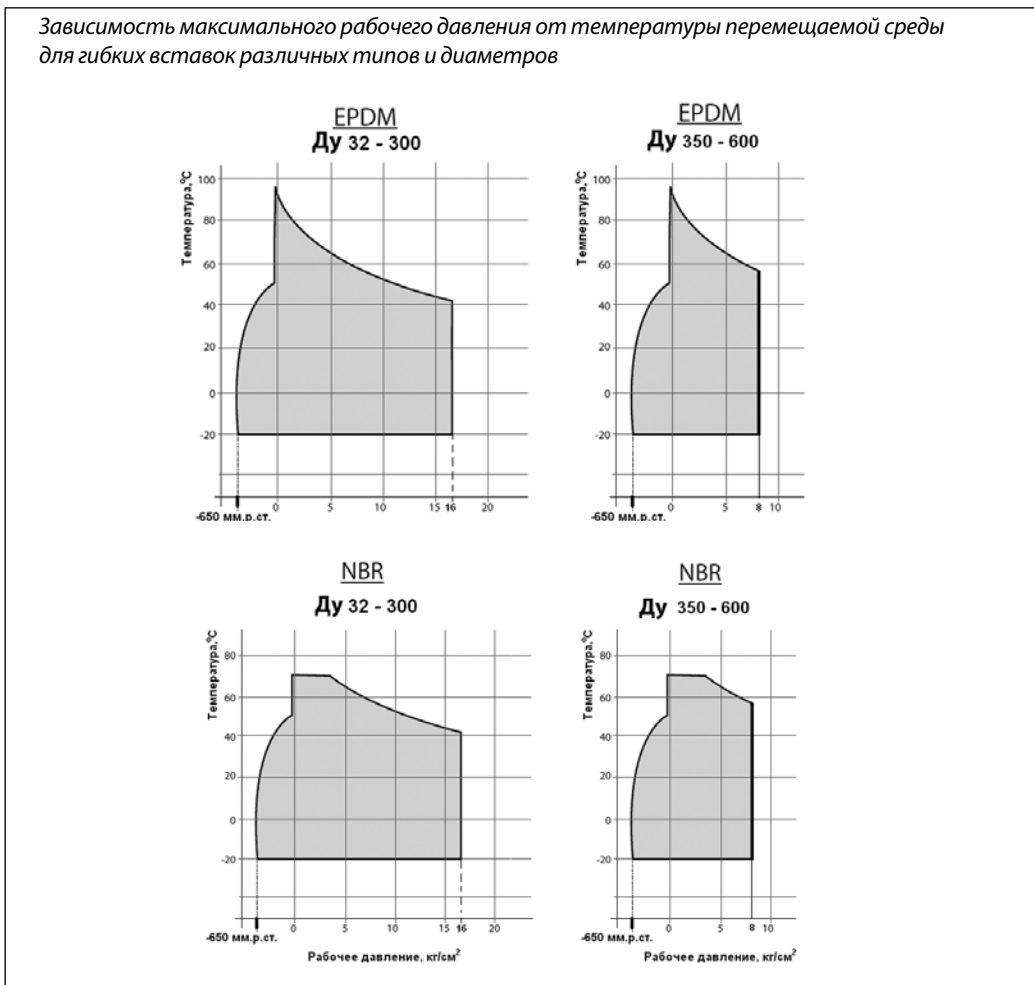 Зависимость максимального рабочего давления от температуры перемещаемой среды
для гибких вставок различных типов и диаметров
EPDM
Ду 32 - 300
Температура,°С
100
80
60
40
20
0
-20
-650 мм.р.ст.
0
5
10
15
16
20
EPDM
Ду 350 - 600
Температура,°С
100
80
60
40
20
0
-20
-650 мм.р.ст.
0
5
8
10
NBR
Ду 32 - 300
Температура,°С
80
60
40
20
0
-20
-650 мм.р.ст.
0
5
10
15
16
20
Рабочее давление, кг/см²
NBR
Ду 350 - 600
Температура,°С
80
60
40
20
0
-20
-650 мм.р.ст.
0
5
8
10
Рабочее давление, кг/см²